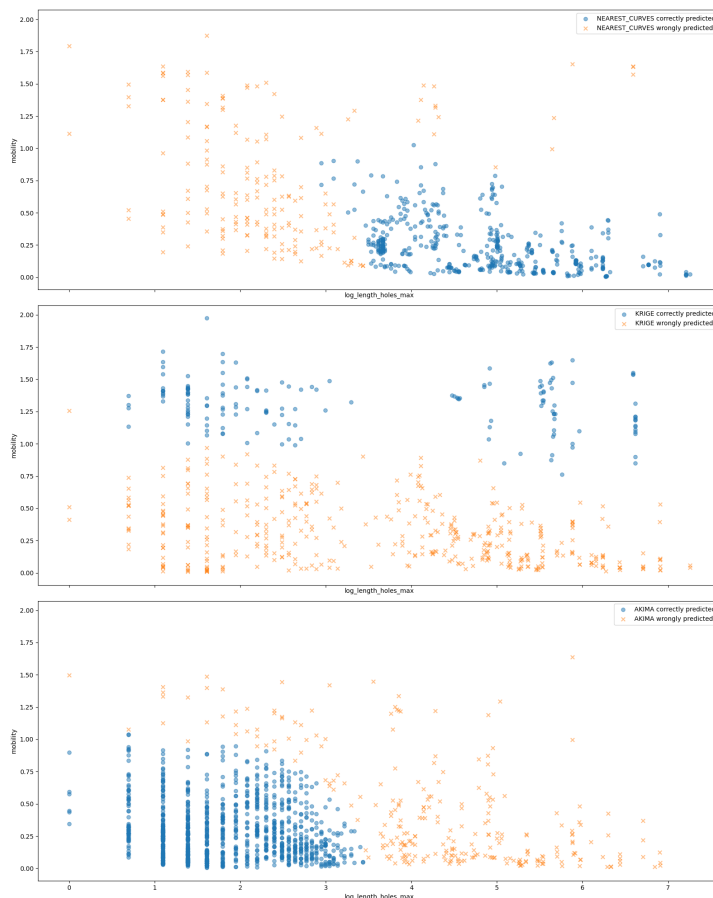 2.00
NEAREST_CURVES correctly predicted
NEAREST_CURVES wrongly predicted
1.75
1.50
1.25
1.00
mobility
0.75
0.50
0.25
0.00
log_length_holes_max
2.00
KRIGE correctly predicted
KRIGE wrongly predicted
1.75
1.50
1.25
1.00
mobility
0.75
0.50
0.25
0.00
log_length_holes_max
2.00
AKIMA correctly predicted
AKIMA wrongly predicted
1.75
1.50
1.25
1.00
mobility
0.75
0.50
0.25
0.00
0 1 2 3 4 5 6 7
log_length_holes_max